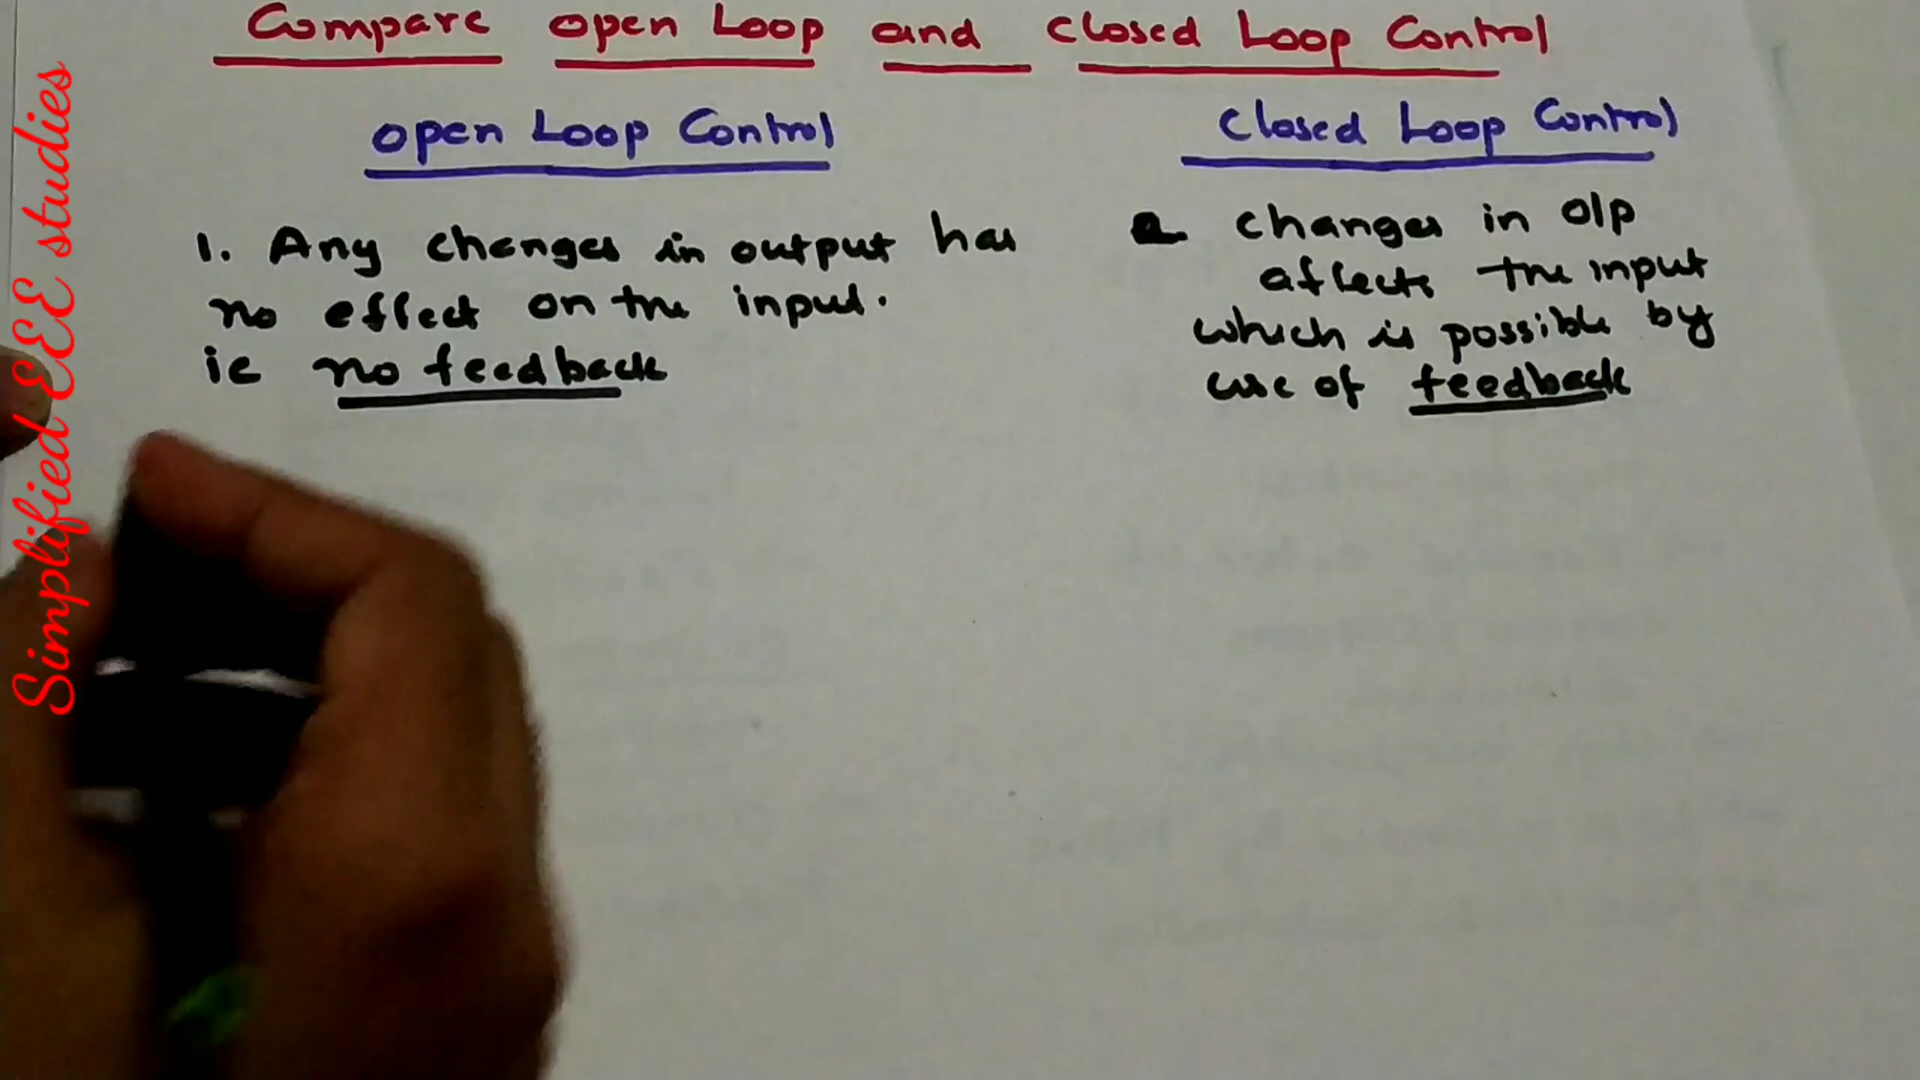 Compare open Loop and closed Loop Control
open Loop Control
1. Any changes in output has
no effect on the input.
ie no feedback
closed Loop Control
changes in o/p
affects the input
which is possible by
use of feedback
Simplified EEE studies